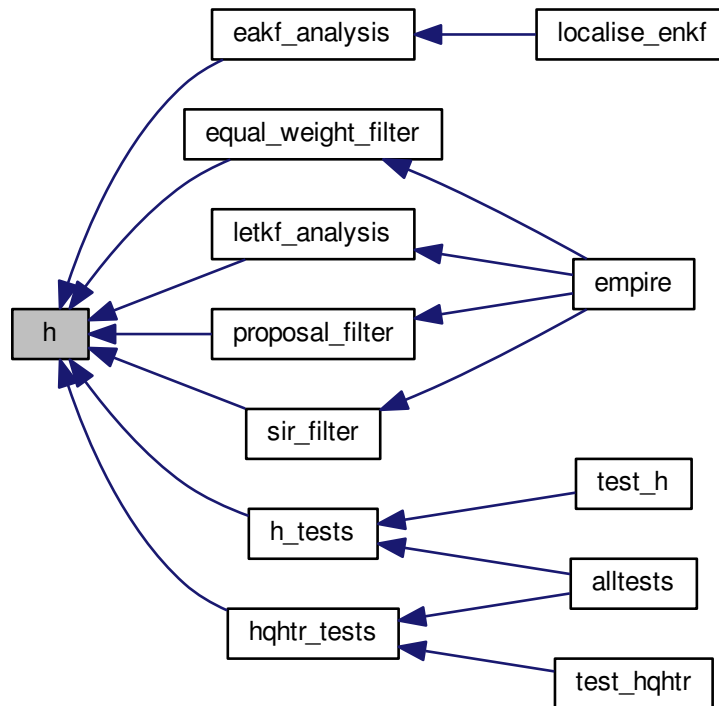 eakf_analysis
localise_enkf
equal_weight_filter
letkf_analysis
empire
h
proposal_filter
sir_filter
test_h
h_tests
alltests
hqhtr_tests
test_hqhtr